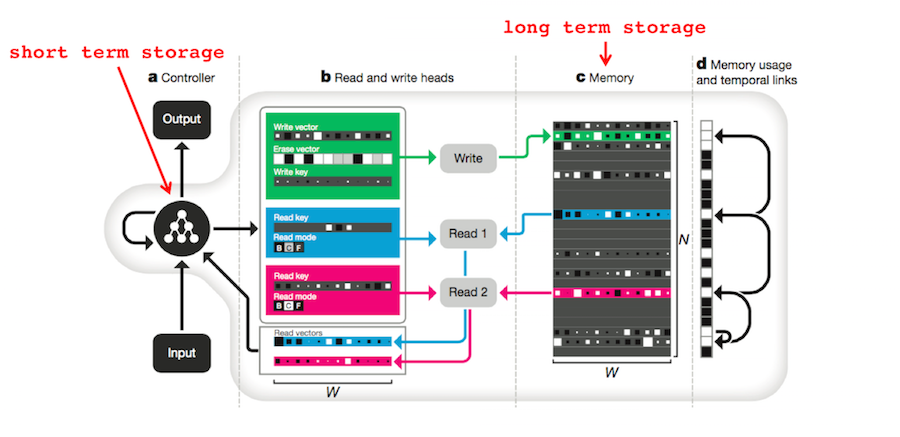 short term storage
long term storage
a Controller
b Read and write heads
c Memory
d Memory usage
and temporal links
Output
Input
Write vector
Erase vector
Write key
Read key
Read mode
B C F
Read key
Read mode
B C F
Read vectors
W
Write
Read 1
Read 2
N
W